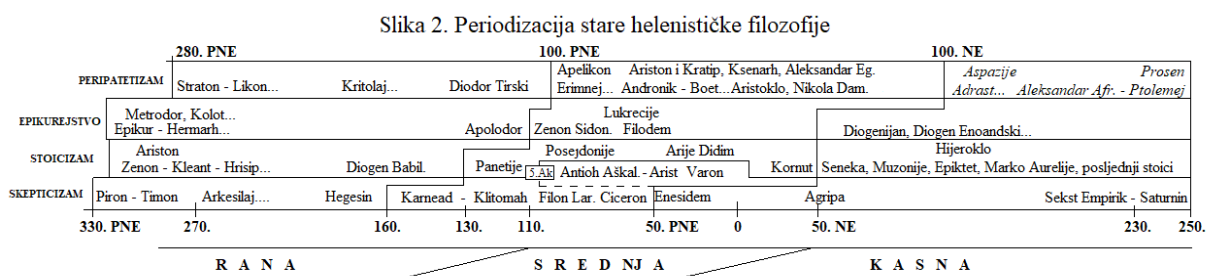 Slika 2. Periodizacija stare helenističke filozofije
280. PNE 100. PNE 100. NE
PERIPATETIZAM
Apelikon Ariston i Kratip, Ksenarh, Aleksandar Eg. Aspazije Prosen
Straton - Likon... Kritolaj... Diodor Tirski Erimnej... Andronik - Boet...Aristoklo, Nikola Dam. Adrast... Aleksandar Afr. - Ptolemej
EPIKUREJSTVO
Metrodor, Kolot... Lukrecije
Epikur - Hermarh... Apolodor Zenon Sidon. Filodem Diogenijan, Diogen Enoandski...
STOICIZAM
Ariston Posejdonije Arije Didim Hijeroklo
Zenon - Kleant - Hrisip... Diogen Babil. Panetije 5.Ak Antioh Aškal. - Arist Varon Kornut Seneka, Muzonije, Epiktet, Marko Aurelije, posljednji stoici
SKEPTICIZAM
Piron - Timon Arkesilaj.... Hegesin Karnead - Klitomah Filon Lar. Ciceron Enesidem Agripa Sekst Empirik - Saturnin
330. PNE 270. 160. 130. 110. 50. PNE 0 50. NE 230. 250.
R A N A S R E D NJ A K A S N A